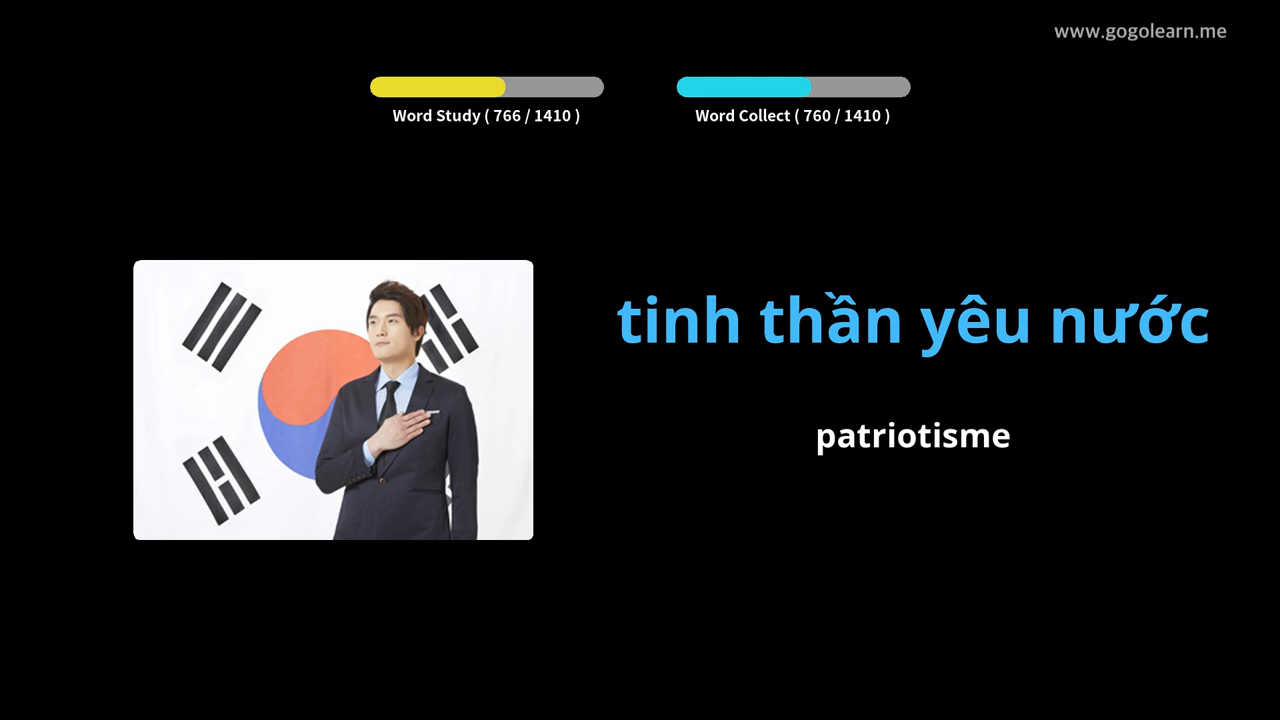 www.gogolearn.me
Word Study ( 766 / 1410 )
Word Collect ( 760 / 1410 )
tinh thần yêu nước
patriotisme